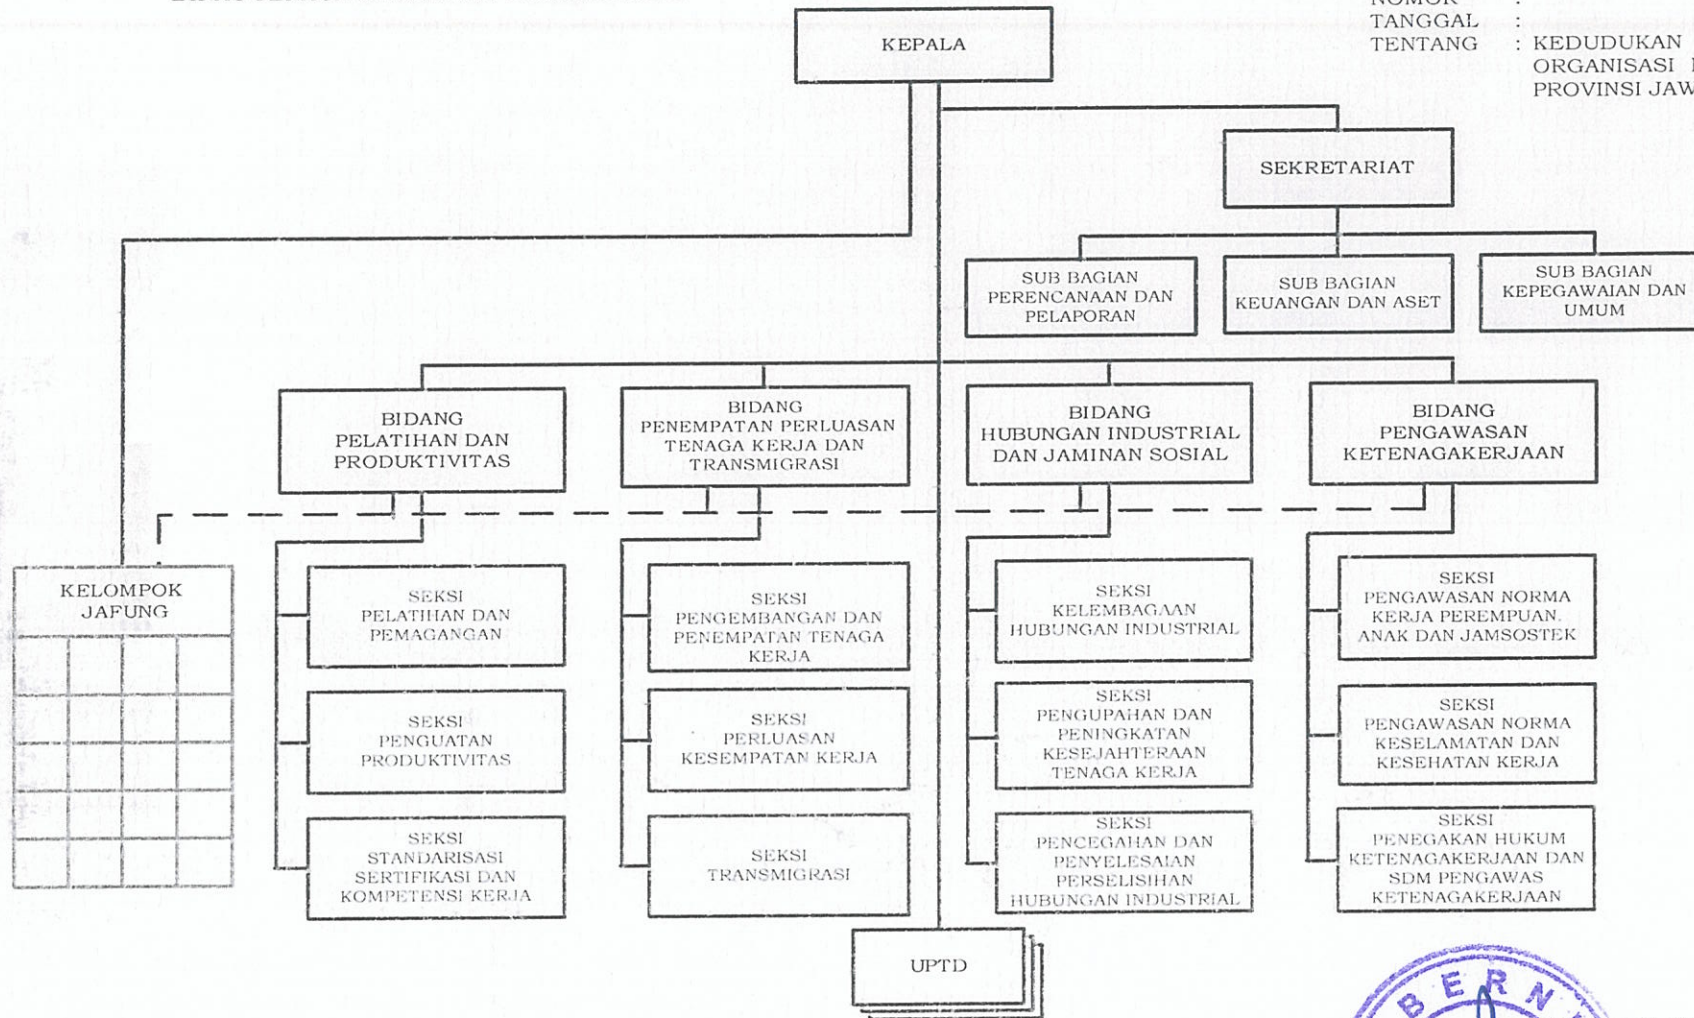 NOMOR :
TANGGAL :
TENTANG : KEDUDUKAN
ORGANISASI
PROVINSI
KEPALA
SEKRETARIAT
SUB BAGIAN
PERENCANAAN DAN
PELAPORAN
SUB BAGIAN
KEUANGAN DAN ASET
SUB BAGIAN
KEPEGAWAIAN DAN
UMUM
BIDANG
PELATIHAN DAN
PRODUKTIVITAS
BIDANG
PENEMPATAN PERLUASAN
TENAGA KERJA DAN
TRANSMIGRASI
BIDANG
HUBUNGAN INDUSTRIAL
DAN JAMINAN SOSIAL
BIDANG
PENGAWASAN
KETENAGAKERJAAN
KELOMPOK
JAFUNG
SEKSI
PELATIHAN DAN
PEMAGANGAN
SEKSI
PENGUATAN
PRODUKTIVITAS
SEKSI
STANDARISASI
SERTIFIKASI DAN
KOMPETENSI KERJA
SEKSI
PENGEMBANGAN DAN
PENEMPATAN TENAGA
KERJA
SEKSI
PERLUASAN
KESEMPATAN KERJA
SEKSI
TRANSMIGRASI
SEKSI
KELEMBAGAAN
HUBUNGAN INDUSTRIAL
SEKSI
PENGUPAHAN DAN
PENINGKATAN
KESEJAHTERAAN
TENAGA KERJA
SEKSI
PENCEGAHAN DAN
PENYELESAIAN
PERSELISIHAN
HUBUNGAN INDUSTRIAL
SEKSI
PENGAWASAN NORMA
KERJA PEREMPUAN.
ANAK DAN JAMSOSTEK
SEKSI
PENGAWASAN NORMA
KESELAMATAN DAN
KESEHATAN KERJA
SEKSI
PENEGAKAN HUKUM
KETENAGAKERJAAN DAN
SDM PENGAWAS
KETENAGAKERJAAN
UPTD
BERN